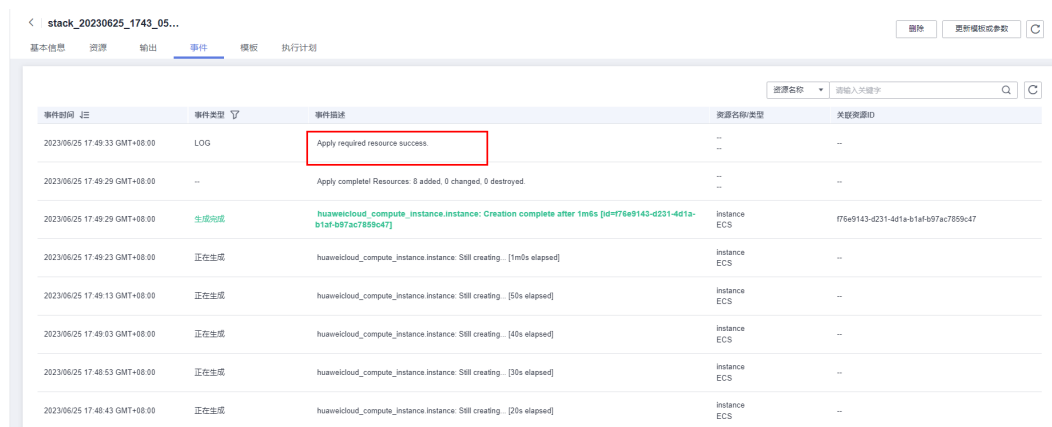 stack_20230625_1743_05...
删除 更新模板或参数
基本信息 资源 输出 事件 模板 执行计划
资源名称 请输入关键字
事件时间 事件类型 事件描述 资源名称/类型 关联资源ID
2023/06/25 17:49:33 GMT+08:00 LOG Apply required resource success. -- --
--
2023/06/25 17:49:29 GMT+08:00 -- Apply complete! Resources: 8 added, 0 changed, 0 destroyed. -- --
--
2023/06/25 17:49:29 GMT+08:00 生成完成 huaweicloud_compute_instance.instance: Creation complete after 1m6s [id=f76e9143-d231-4d1a- instance f76e9143-d231-4d1a-b1af-b97ac7859c47
b1af-b97ac7859c47] ECS
2023/06/25 17:49:23 GMT+08:00 正在生成 huaweicloud_compute_instance.instance: Still creating... [1m0s elapsed] instance --
ECS
2023/06/25 17:49:13 GMT+08:00 正在生成 huaweicloud_compute_instance.instance: Still creating... [50s elapsed] instance --
ECS
2023/06/25 17:49:03 GMT+08:00 正在生成 huaweicloud_compute_instance.instance: Still creating... [40s elapsed] instance --
ECS
2023/06/25 17:48:53 GMT+08:00 正在生成 huaweicloud_compute_instance.instance: Still creating... [30s elapsed] instance --
ECS
2023/06/25 17:48:43 GMT+08:00 正在生成 huaweicloud_compute_instance.instance: Still creating... [20s elapsed] instance --
ECS